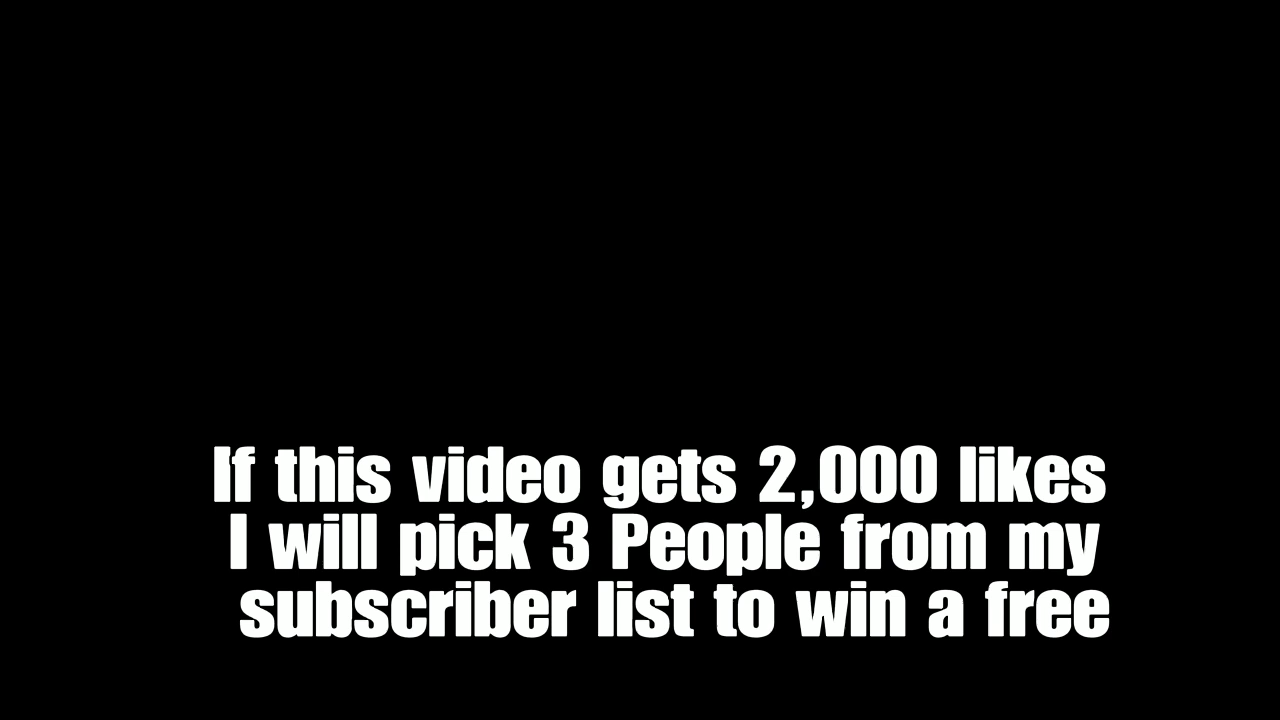 If this video gets 2,000 likes
I will pick 3 People from my
subscriber list to win a free